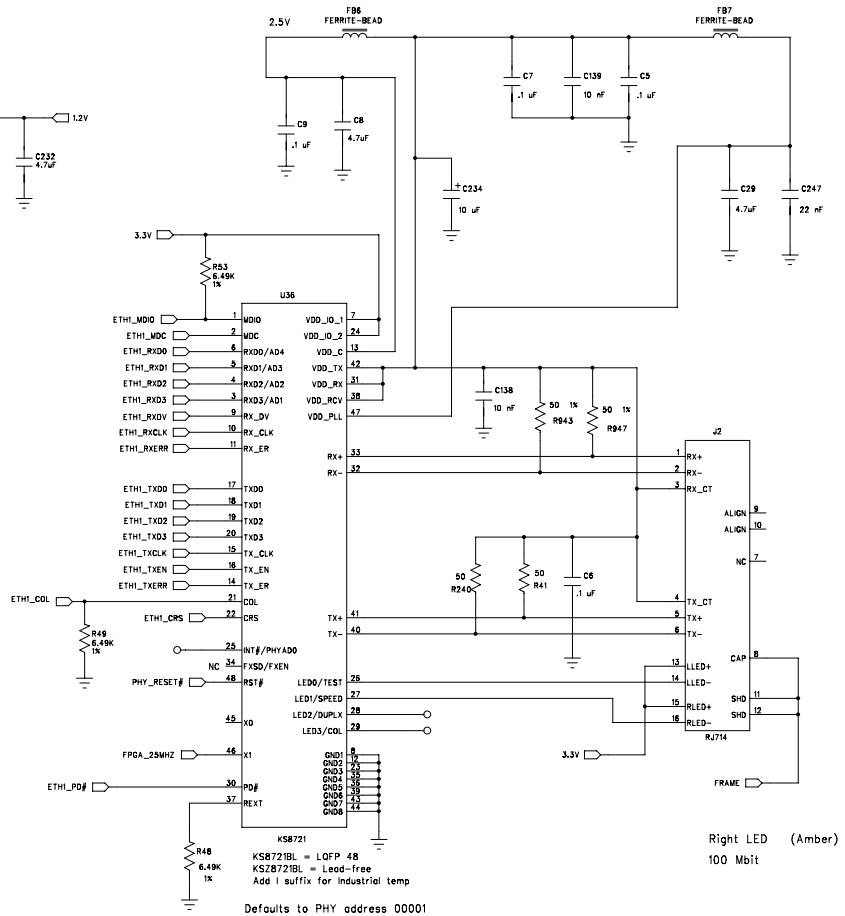 FB6
FERRITE-BEAD
2.5V
FB7
FERRITE-BEAD
C7
.1 uF
C139
10 nF
C5
.1 uF
1.2V
C232
4.7uF
C9
.1 uF
C8
4.7uF
C234
10 uF
+
C29
4.7uF
C247
22 nF
3.3V
R53
6.49K
1%
U36
ETH1_MDIO 1 MDIO
ETH1_MDC 2 MDC
ETH1_RXD0 6 RXD0/AD4
ETH1_RXD1 5 RXD1/AD3
ETH1_RXD2 4 RXD2/AD2
ETH1_RXD3 3 RXD3/AD1
ETH1_RXDV 9 RX_DV
ETH1_RXCLK 10 RX_CLK
ETH1_RXERR 11 RX_ER
ETH1_TXD0 17 TXD0
ETH1_TXD1 18 TXD1
ETH1_TXD2 19 TXD2
ETH1_TXD3 20 TXD3
ETH1_TXCLK 15 TX_CLK
ETH1_TXEN 16 TX_EN
ETH1_TXERR 14 TX_ER
ETH1_COL 21 COL
ETH1_CRS 22 CRS
R49
6.49K
1%
25 INT#/PHYAD0
NC 34 FXSD/FXEN
PHY_RESET# 48 RST#
45 X0
FPGA_25MHZ 46 X1
ETH1_PD# 30 PD#
37 REXT
R48
6.49K
1%
VDD_IO_1 7
VDD_IO_2 24
VDD_C 13
VDD_TX 42
VDD_RX 31
VDD_RCV 38
VDD_PLL 47
RX+ 33
RX- 32
TX+ 41
TX- 40
LED0/TEST 26
LED1/SPEED 27
LED2/DUPLX 28
LED3/COL 29
GND1 8
GND2 12
GND3 23
GND4 35
GND5 36
GND6 39
GND7 43
GND8 44
KS8721
C138
10 nF
50 1%
R943
50 1%
R947
50
R240
50
R41
C6
.1 uF
J2
1 RX+
2 RX-
3 RX_CT
ALIGN 9
ALIGN 10
NC 7
4 TX_CT
5 TX+
6 TX-
CAP 8
13 LLED+
14 LLED-
15 RLED+
16 RLED-
SHD 11
SHD 12
RJ714
3.3V
FRAME
KS8721BL = LQFP 48
KSZ8721BL = Lead-free
Add I suffix for Industrial temp
Defaults to PHY address 00001
Right LED (Amber)
100 Mbit